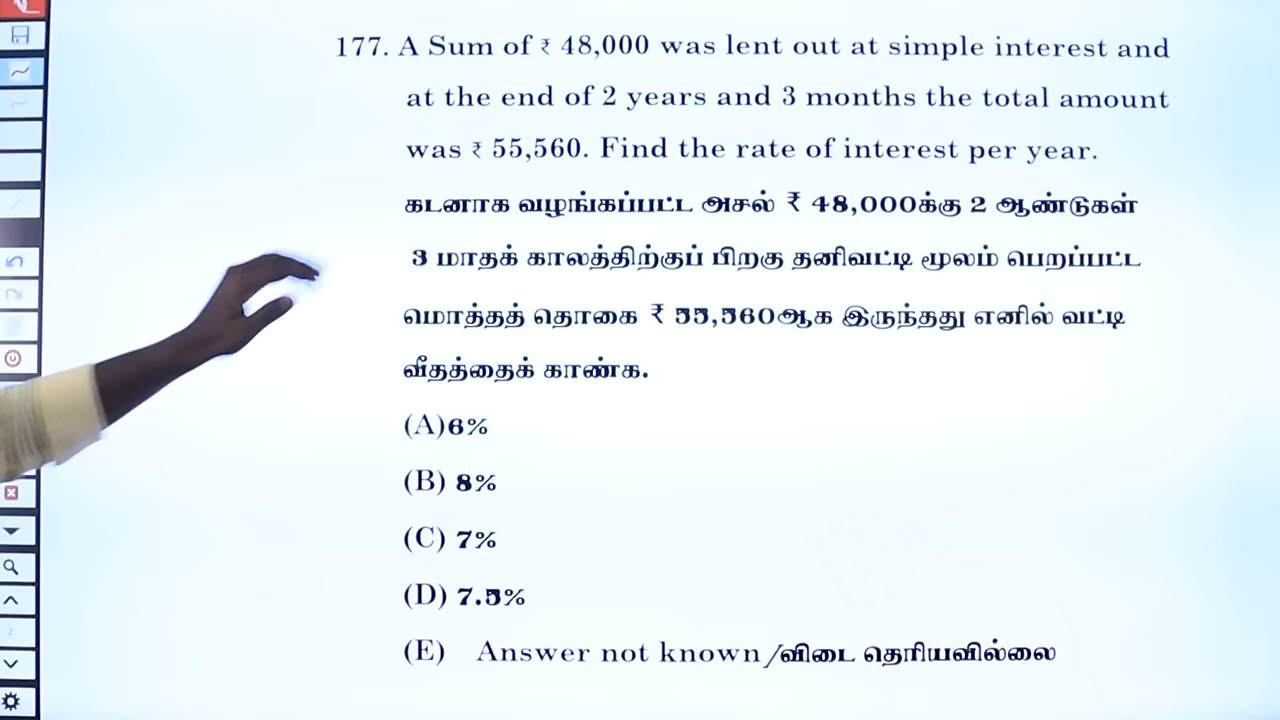 177. A Sum of ₹ 48,000 was lent out at simple interest and
at the end of 2 years and 3 months the total amount
was ₹ 55,560. Find the rate of interest per year.
கடனாக வழங்கப்பட்ட அசல் ₹ 48,000க்கு 2 ஆண்டுகள்
3 மாதக் காலத்திற்குப் பிறகு தனிவட்டி மூலம் பெறப்பட்ட
மொத்தத் தொகை ₹ 55,560ஆக இருந்தது எனில் வட்டி
வீதத்தைக் காண்க.
(A)6%
(B) 8%
(C) 7%
(D) 7.5%
(E) Answer not known/விடை தெரியவில்லை